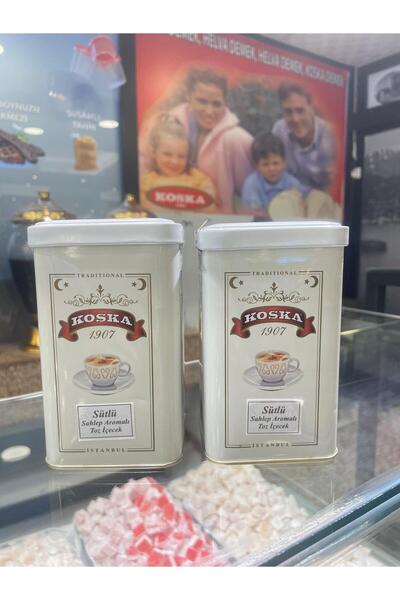 HELVA DEMEK, HELVA DEMEK, KOSKA DEMEK,
KOSKA
SUSAMLI
TAHİN
TRADITIONAL
KOSKA
1907
Sütlü
Sahlep Aromalı
Toz İçecek
İSTANBUL
TRADITIONAL
KOSKA
1907
Sütlü
Sahlep Aromalı
Toz İçecek
İSTANBUL